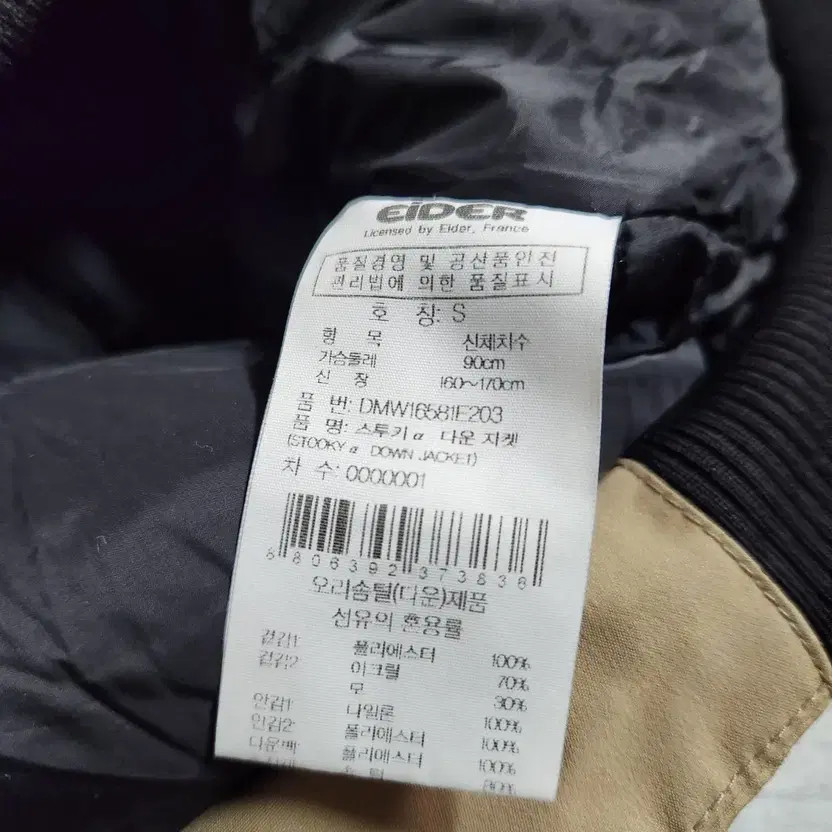 EIDER
Licensed by Eider, France
품질경영 및 공산품안전
관리법에 의한 품질표시
호 칭: S
항 목 신체치수
가슴둘레 90cm
신 장 160~170cm
품 번: DMW16581E203
품 명: 스투키α 다운 자켓
(STOOKY α DOWN JACKET)
차 수: 0000001
8806392373836
오리솜털(다운)제품
섬유의 혼용률
겉감1 폴리에스터 100%
겉감2 아크릴 70%
모 30%
안감1 나일론 100%
안감2 폴리에스터 100%
다운백 폴리에스터 100%
솜털 80%